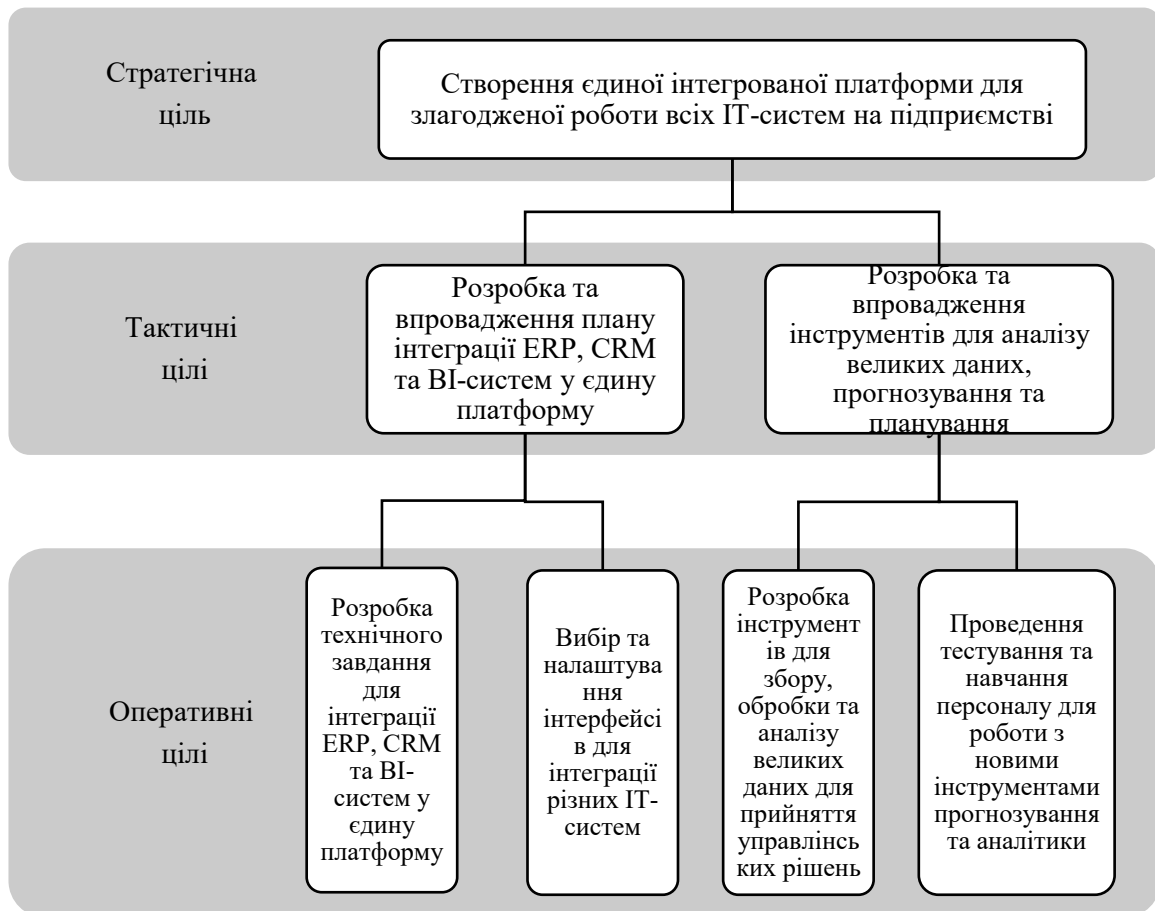 Стратегічна
ціль
Створення єдиної інтегрованої платформи для
злагодженої роботи всіх ІТ-систем на підприємстві
Тактичні
цілі
Розробка та
впровадження плану
інтеграції ERP, CRM
та BI-систем у єдину
платформу
Розробка та
впровадження
інструментів для аналізу
великих даних,
прогнозування та
планування
Оперативні
цілі
Розробка
технічного
завдання
для
інтеграції
ERP, CRM
та BI-
систем у
єдину
платформу
Вибір та
налаштува
ння
інтерфейсі
в для
інтеграції
різних ІТ-
систем
Розробка
інструмент
ів для
збору,
обробки та
аналізу
великих
даних для
прийняття
управлінсь
ких рішень
Проведення
тестування та
навчання
персоналу для
роботи з
новими
інструментами
прогнозування
та аналітики